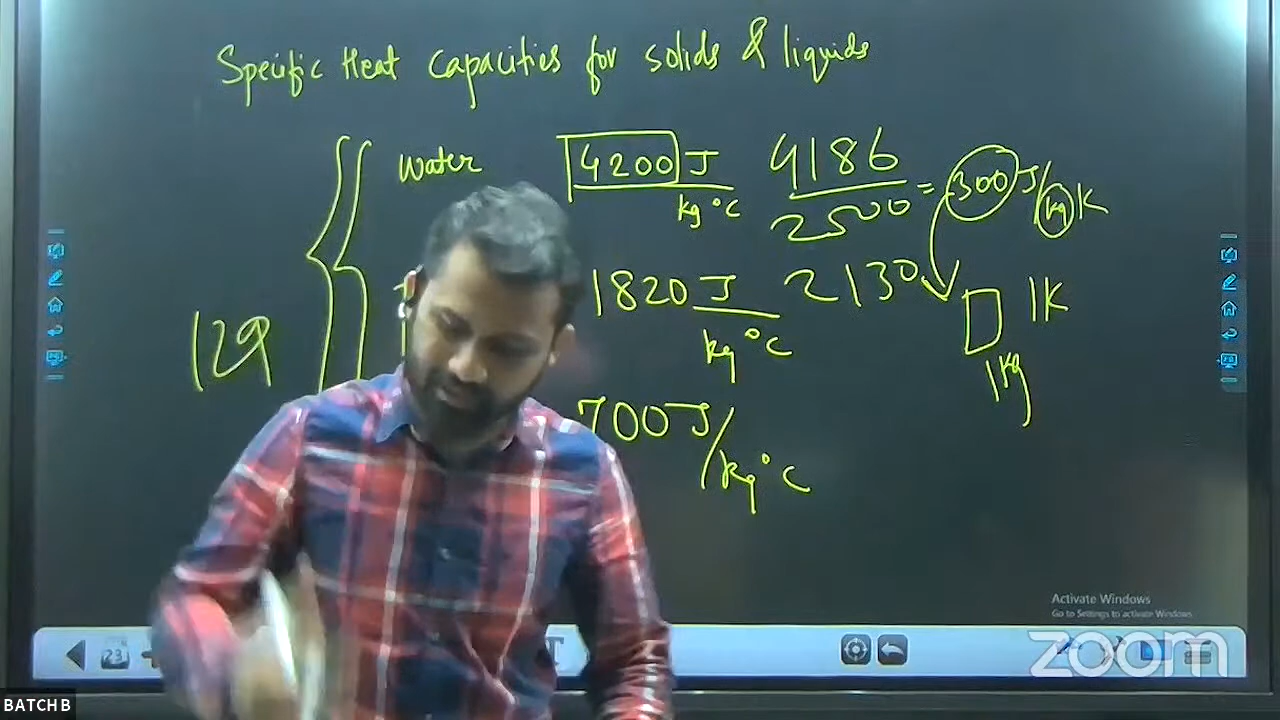 Specific Heat capacities for solids & liquids
water 4200 J / kg °C 4186 / 2500 = 300 J/kg K
1820 J / kg °C 2130 1K
1kg
129
700 J/kg °C
Activate Windows
Go to Settings to activate Windows.
23
T
zoom
BATCH B